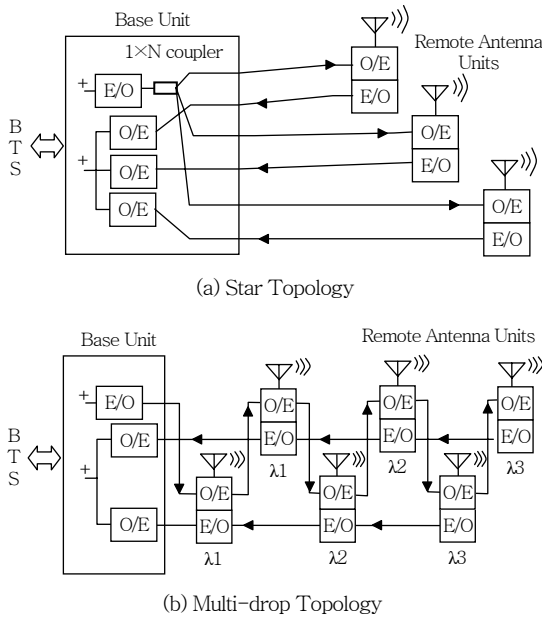 Base Unit
1×N coupler
Remote Antenna
Units
+
E/O
O/E
E/O
B
T
S
+
O/E
O/E
O/E
O/E
E/O
O/E
E/O
(a) Star Topology
Base Unit
Remote Antenna Units
+
E/O
B
T
S
+
O/E
O/E
O/E
E/O
λ1
O/E
E/O
λ2
O/E
E/O
λ3
O/E
E/O
λ1
O/E
E/O
λ2
O/E
E/O
λ3
(b) Multi-drop Topology